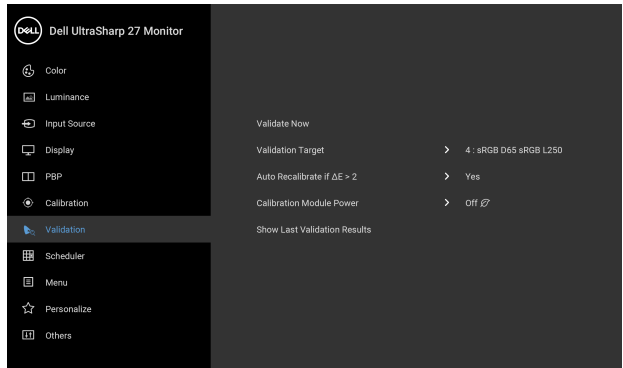 DELL
Dell UltraSharp 27 Monitor
Color
Luminance
Input Source
Validate Now
Display
Validation Target
4 : sRGB D65 sRGB L250
PBP
Auto Recalibrate if ΔE > 2
Yes
Calibration
Calibration Module Power
Off
Validation
Show Last Validation Results
Scheduler
Menu
Personalize
Others